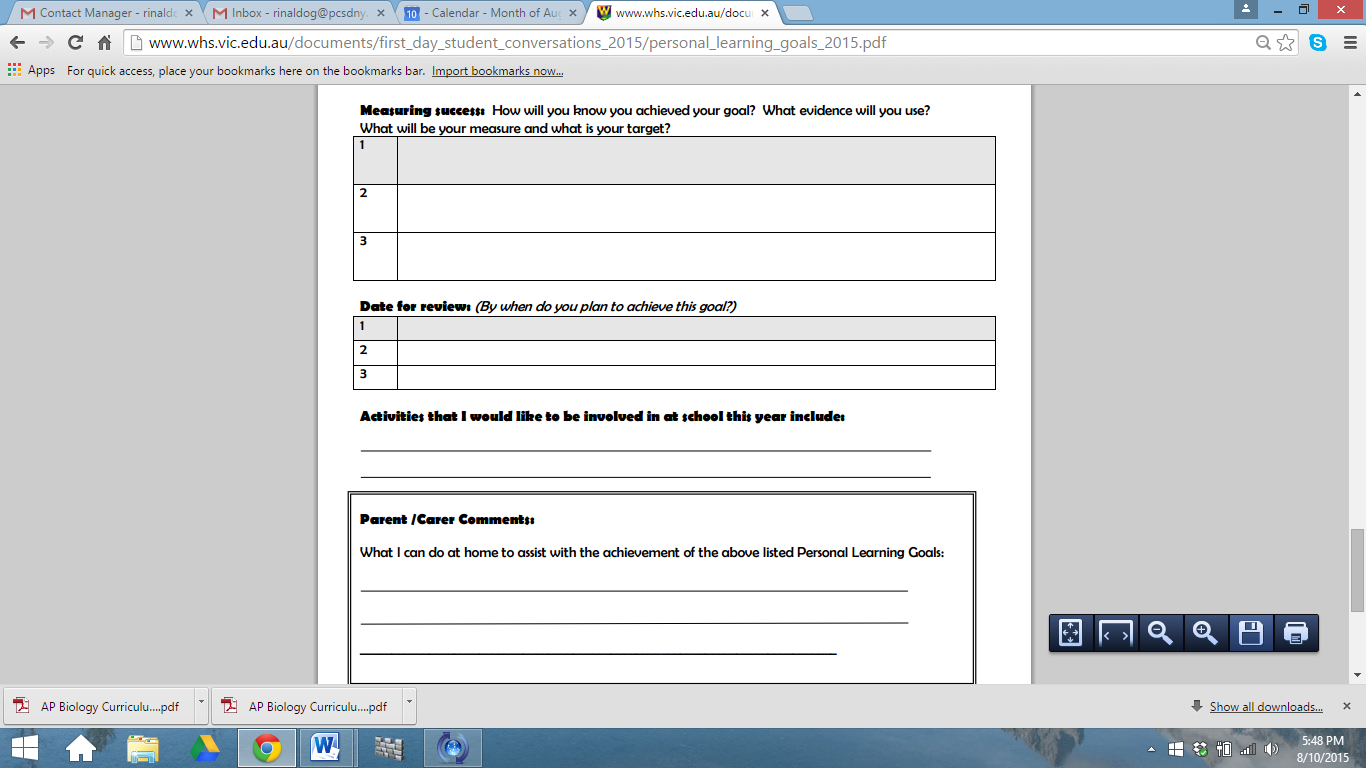 Contact Manager - rinaldo
Inbox - rinaldog@pcsdny.
10
- Calendar - Month of Aug
www.whs.vic.edu.au/docu
www.whs.vic.edu.au/documents/first_day_student_conversations_2015/personal_learning_goals_2015.pdf
Apps
For quick access, place your bookmarks here on the bookmarks bar. Import bookmarks now...
Measuring success: How will you know you achieved your goal? What evidence will you use?
What will be your measure and what is your target?
1
2
3
Date for review: (By when do you plan to achieve this goal?)
1
2
3
Activities that I would like to be involved in at school this year include:
Parent /Carer Comments:
What I can do at home to assist with the achievement of the above listed Personal Learning Goals:
AP Biology Curriculu....pdf
AP Biology Curriculu....pdf
Show all downloads...
5:48 PM
8/10/2015